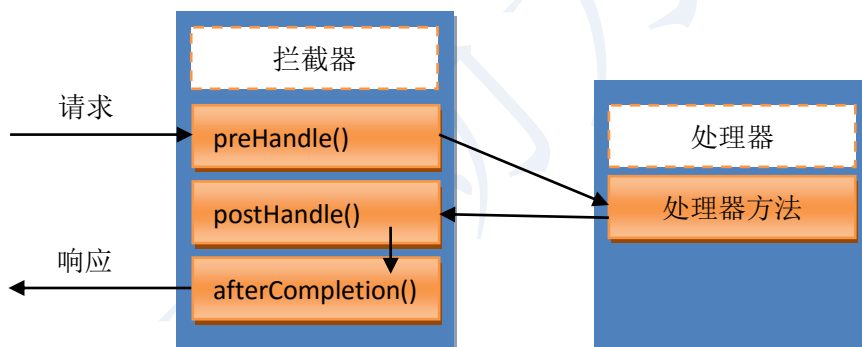 拦截器
请求
preHandle()
处理器
postHandle()
处理器方法
响应
afterCompletion()